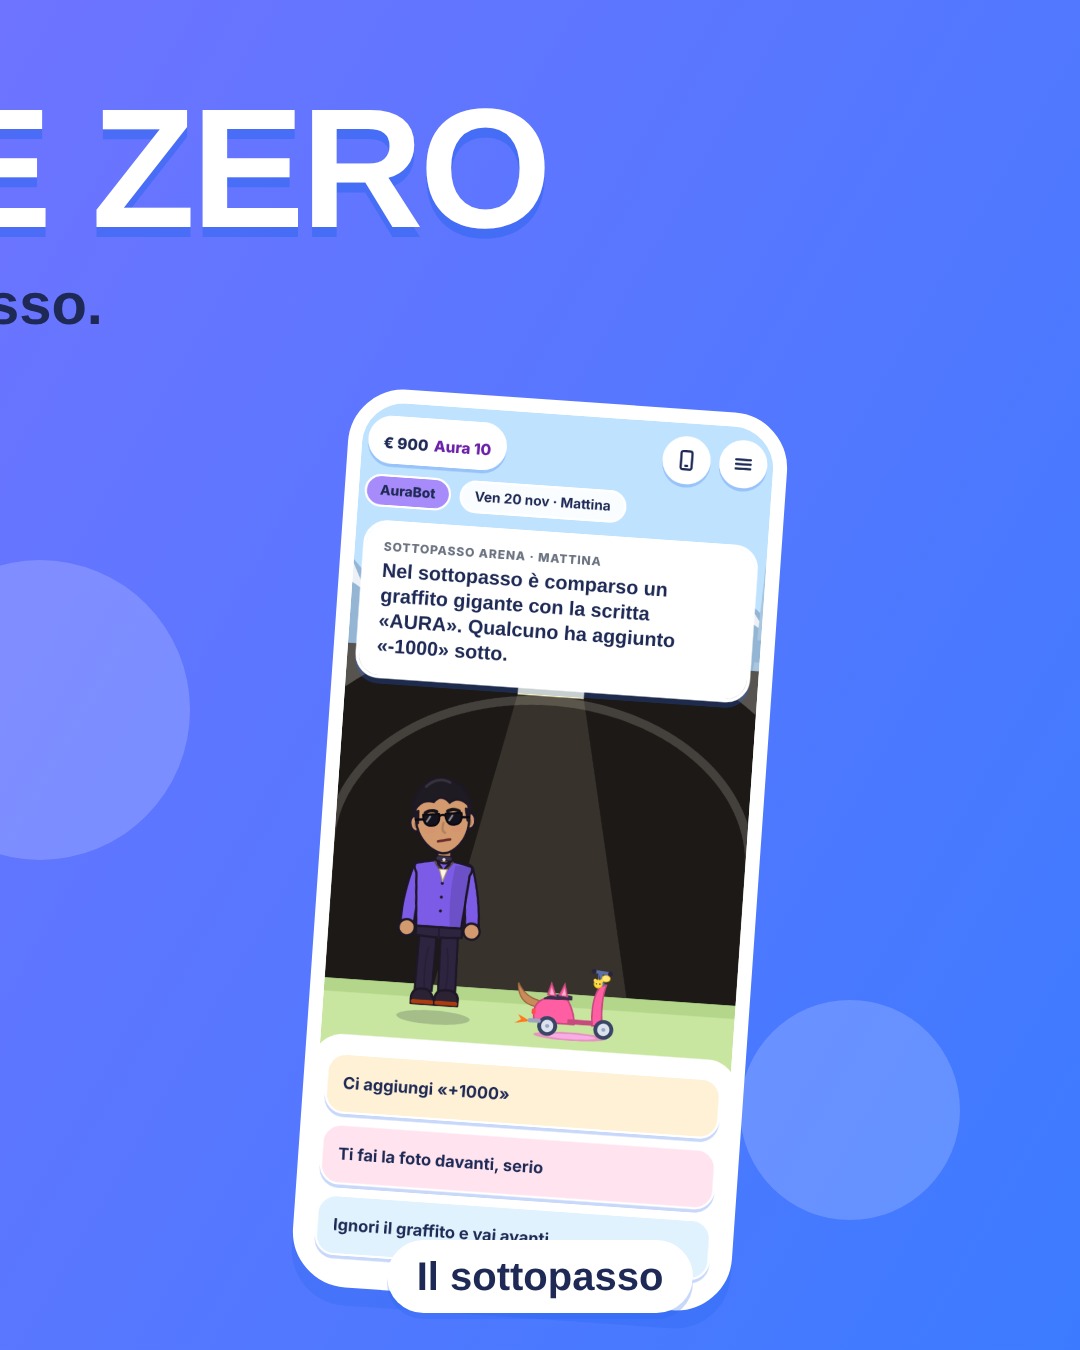 E ZERO
sso.
€ 900 Aura 10
AuraBot
Ven 20 nov · Mattina
SOTTOPASSO ARENA · MATTINA
Nel sottopasso è comparso un
graffito gigante con la scritta
«AURA». Qualcuno ha aggiunto
«-1000» sotto.
Ci aggiungi «+1000»
Ti fai la foto davanti, serio
Ignori il graffito e vai avanti
Il sottopasso